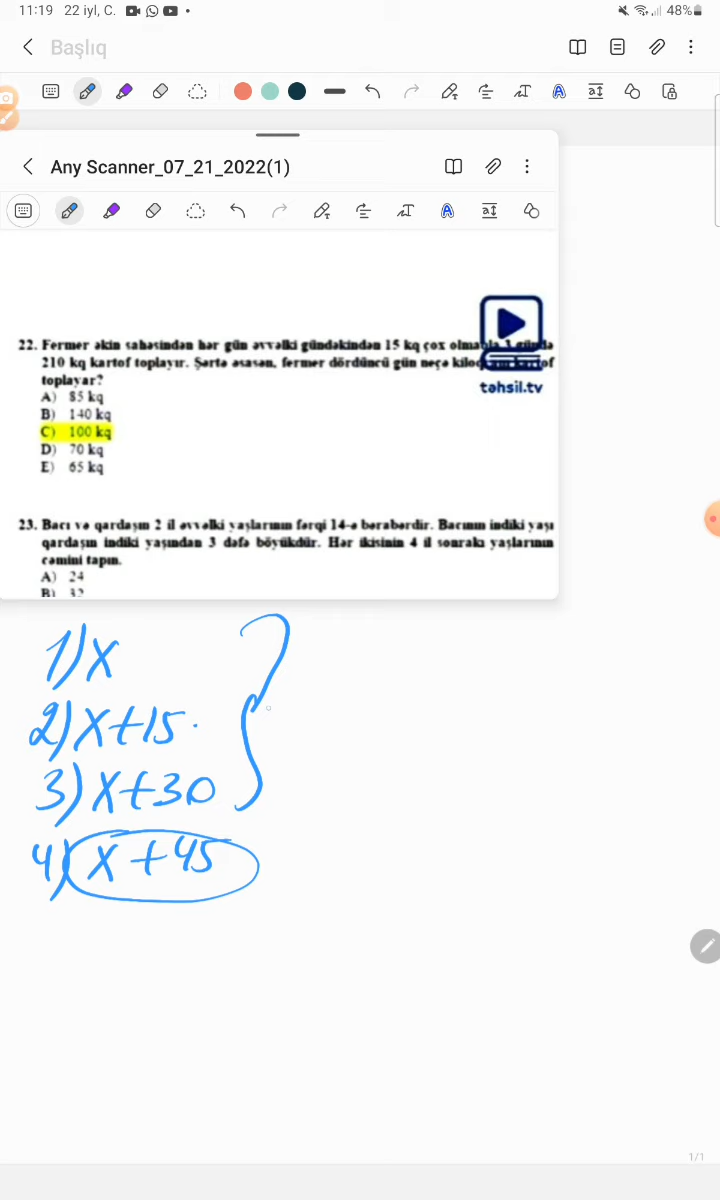 11:19 22 iyl, C. 48%
Başlıq
Any Scanner_07_21_2022(1)
təhsil.tv
22. Fermer əkin sahəsindən hər gün əvvəlki gündəkindən 15 kq çox olmaqla 3 gündə
210 kq kartof toplayır. Şərtə əsasən, fermer dördüncü gün neçə kiloqram kartof
toplayar?
A) 85 kq
B) 140 kq
C) 100 kq
D) 70 kq
E) 65 kq
23. Bacı və qardaşın 2 il əvvəlki yaşlarının fərqi 14-ə bərabərdir. Bacının indiki yaşı
qardaşın indiki yaşından 3 dəfə böyükdür. Hər ikisinin 4 il sonrakı yaşlarının
cəmini tapın.
A) 24
B) 32
1) x
2) x+15
3) x+30
4) x+45
1/1